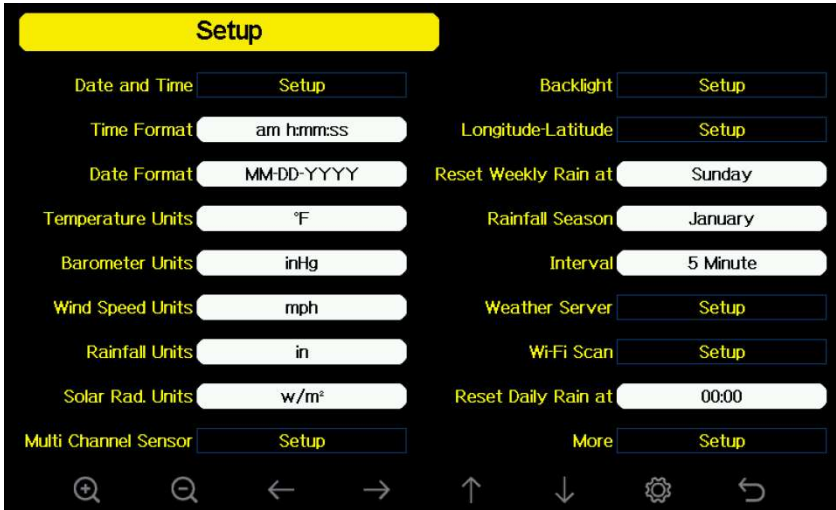 Setup
Date and Time Setup
Time Format am h:mm:ss
Date Format MM-DD-YYYY
Temperature Units °F
Barometer Units inHg
Wind Speed Units mph
Rainfall Units in
Solar Rad. Units w/m²
Multi Channel Sensor Setup
Backlight Setup
Longitude-Latitude Setup
Reset Weekly Rain at Sunday
Rainfall Season January
Interval 5 Minute
Weather Server Setup
Wi-Fi Scan Setup
Reset Daily Rain at 00:00
More Setup